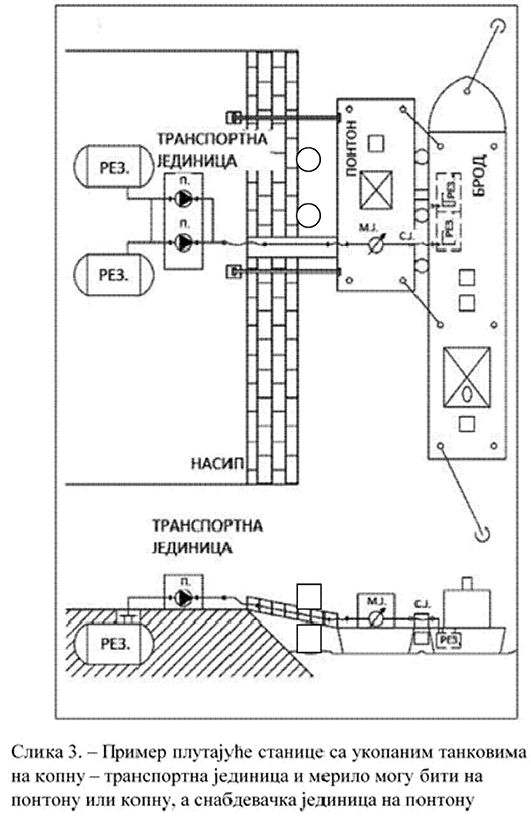 ТРАНСПОРТНА
ЈЕДИНИЦА
РЕЗ.
П.
П.
РЕЗ.
ПОНТОН
М.Ј.
С.Ј.
РЕЗ.
РЕЗ.
БРОД
НАСИП
ТРАНСПОРТНА
ЈЕДИНИЦА
П.
РЕЗ.
М.Ј.
С.Ј.
РЕЗ.
Слика 3. – Пример плутајуће станице са укопаним танковима
на копну – транспортна јединица и мерило могу бити на
понтону или копну, а снабдевачка јединица на понтону